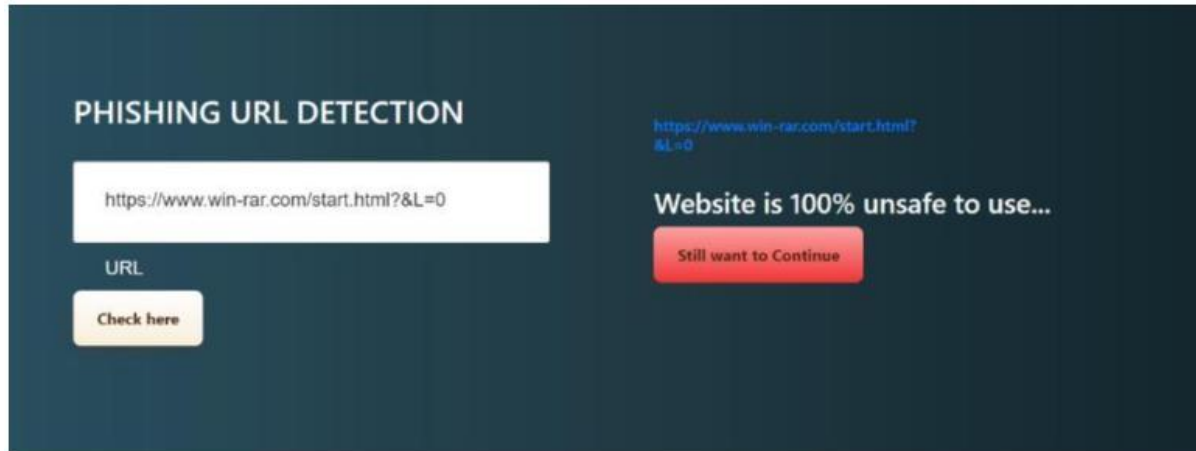 PHISHING URL DETECTION
https://www.win-rar.com/start.html?&L=0
URL
Check here
https://www.win-rar.com/start.html?
&L=0
Website is 100% unsafe to use...
Still want to Continue